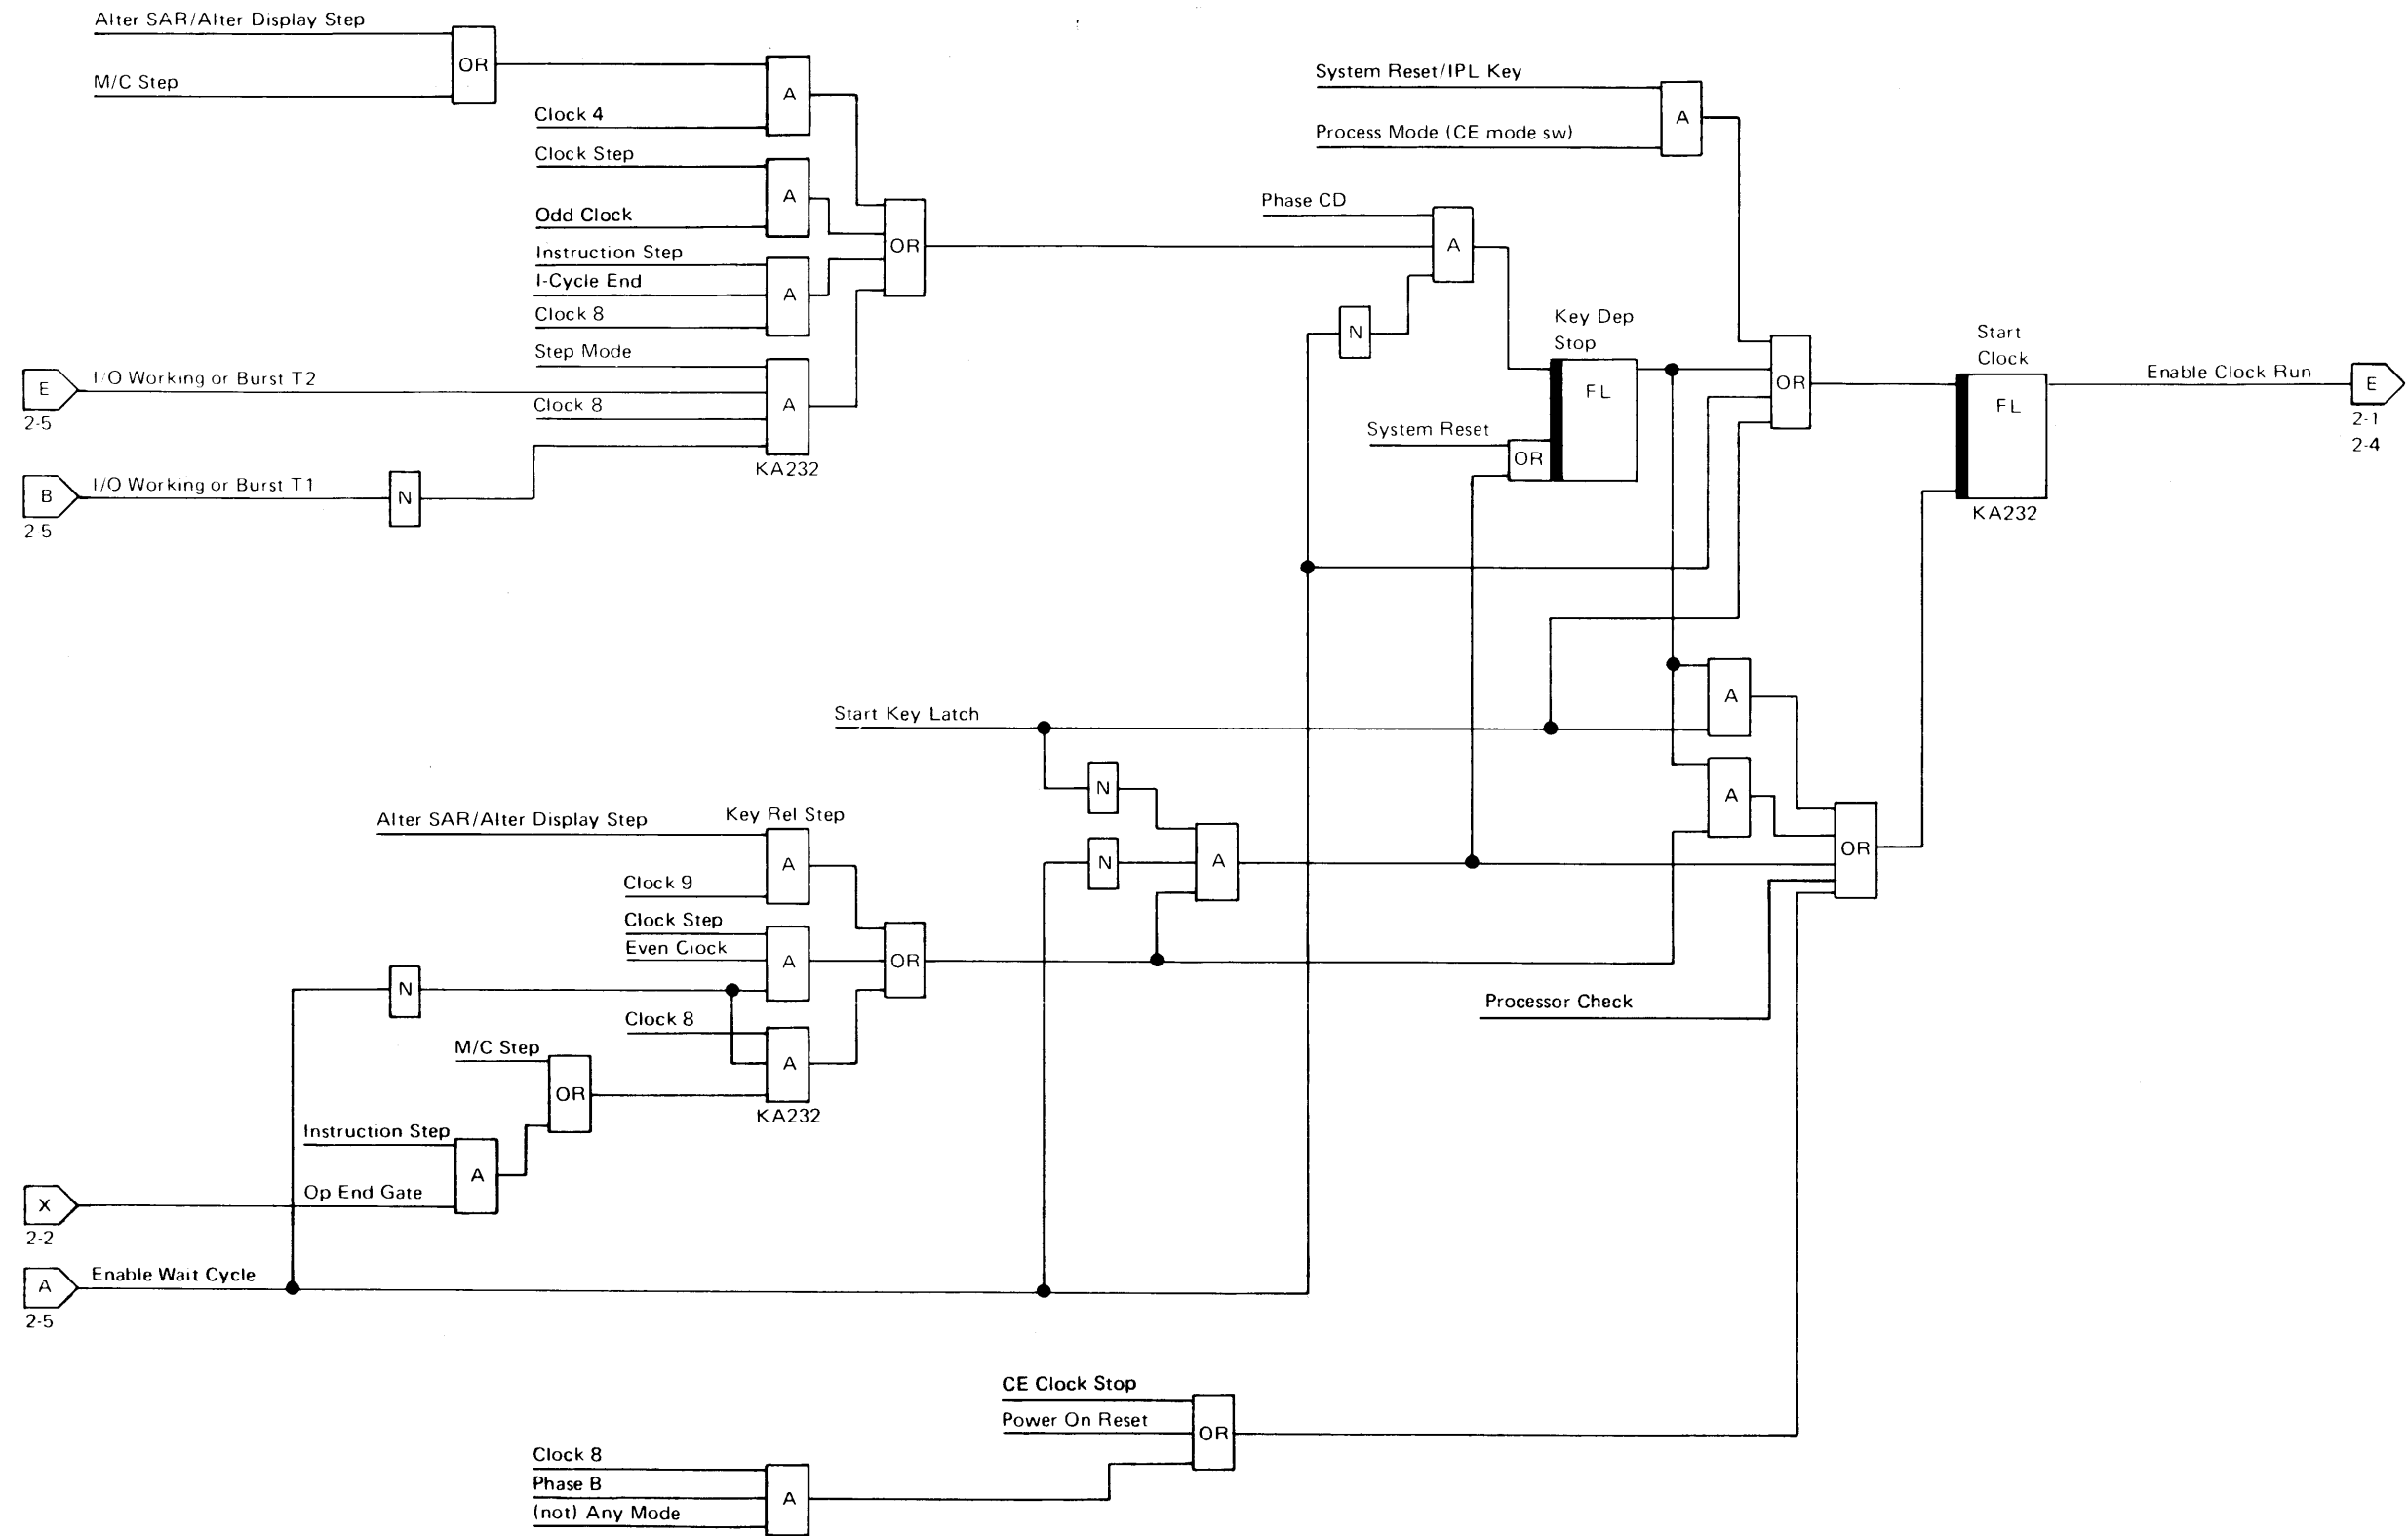 Alter SAR/Alter Display Step
OR
M/C Step
A
Clock 4
Clock Step
A
Odd Clock
Instruction Step
I-Cycle End
A
Clock 8
OR
Step Mode
E
I/O Working or Burst T2
2-5
Clock 8
A
KA232
B
I/O Working or Burst T1
N
2-5
System Reset/IPL Key
A
Process Mode (CE mode sw)
Phase CD
A
N
Key Dep
Stop
FL
System Reset
OR
OR
Start
Clock
FL
KA232
Enable Clock Run
E
2-1
2-4
Start Key Latch
N
N
A
A
A
OR
Alter SAR/Alter Display Step
Key Rel Step
A
Clock 9
Clock Step
Even Clock
A
OR
N
Clock 8
A
KA232
M/C Step
OR
Instruction Step
A
Op End Gate
X
2-2
A
Enable Wait Cycle
2-5
Processor Check
CE Clock Stop
Power On Reset
OR
Clock 8
Phase B
A
(not) Any Mode